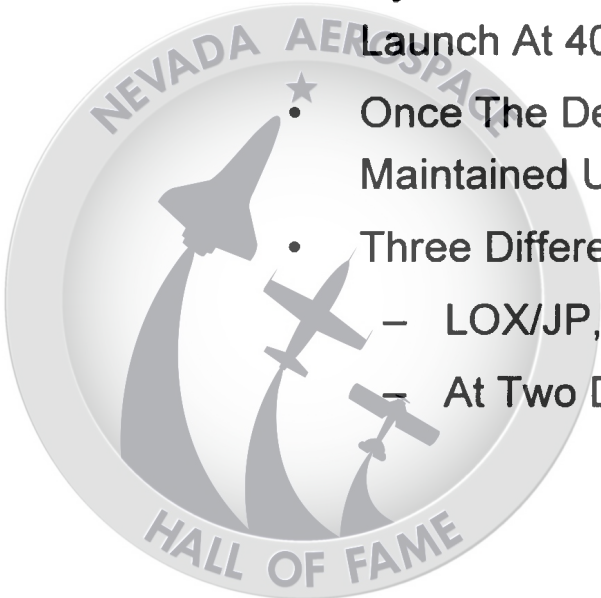 Launch At 40
• Once The De
Maintained U
• Three Differe
– LOX/JP,
– At Two D
NEVADA AEROSPACE
HALL OF FAME